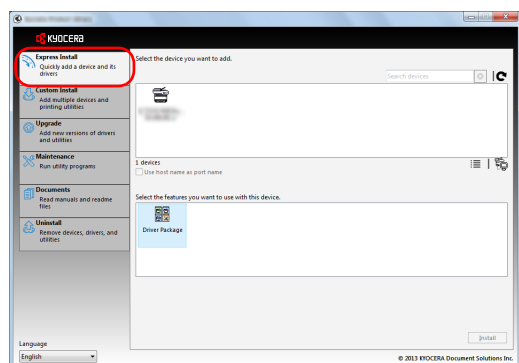 KYOCERA
Express Install
Quickly add a device and its
drivers
Custom Install
Add multiple devices and
printing utilities
Upgrade
Add new versions of drivers
and utilities
Maintenance
Run utility programs
Documents
Read manuals and readme
files
Uninstall
Remove devices, drivers, and
utilities
Language
English
Select the device you want to add.
Search devices
1 devices
Use host name as port name
Select the features you want to use with this device.
Driver Package
Install
© 2013 KYOCERA Document Solutions Inc.